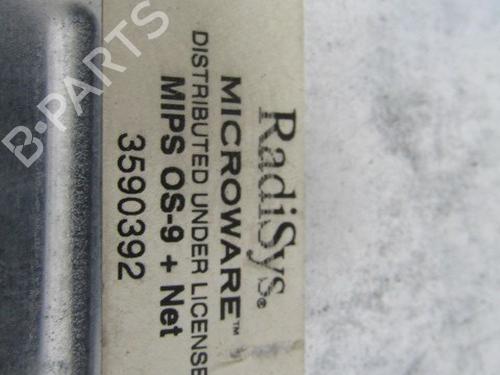 RadiSys®
MICROWARE™
DISTRIBUTED UNDER LICENSE
MIPS OS-9 + Net
3590392
B-PARTS